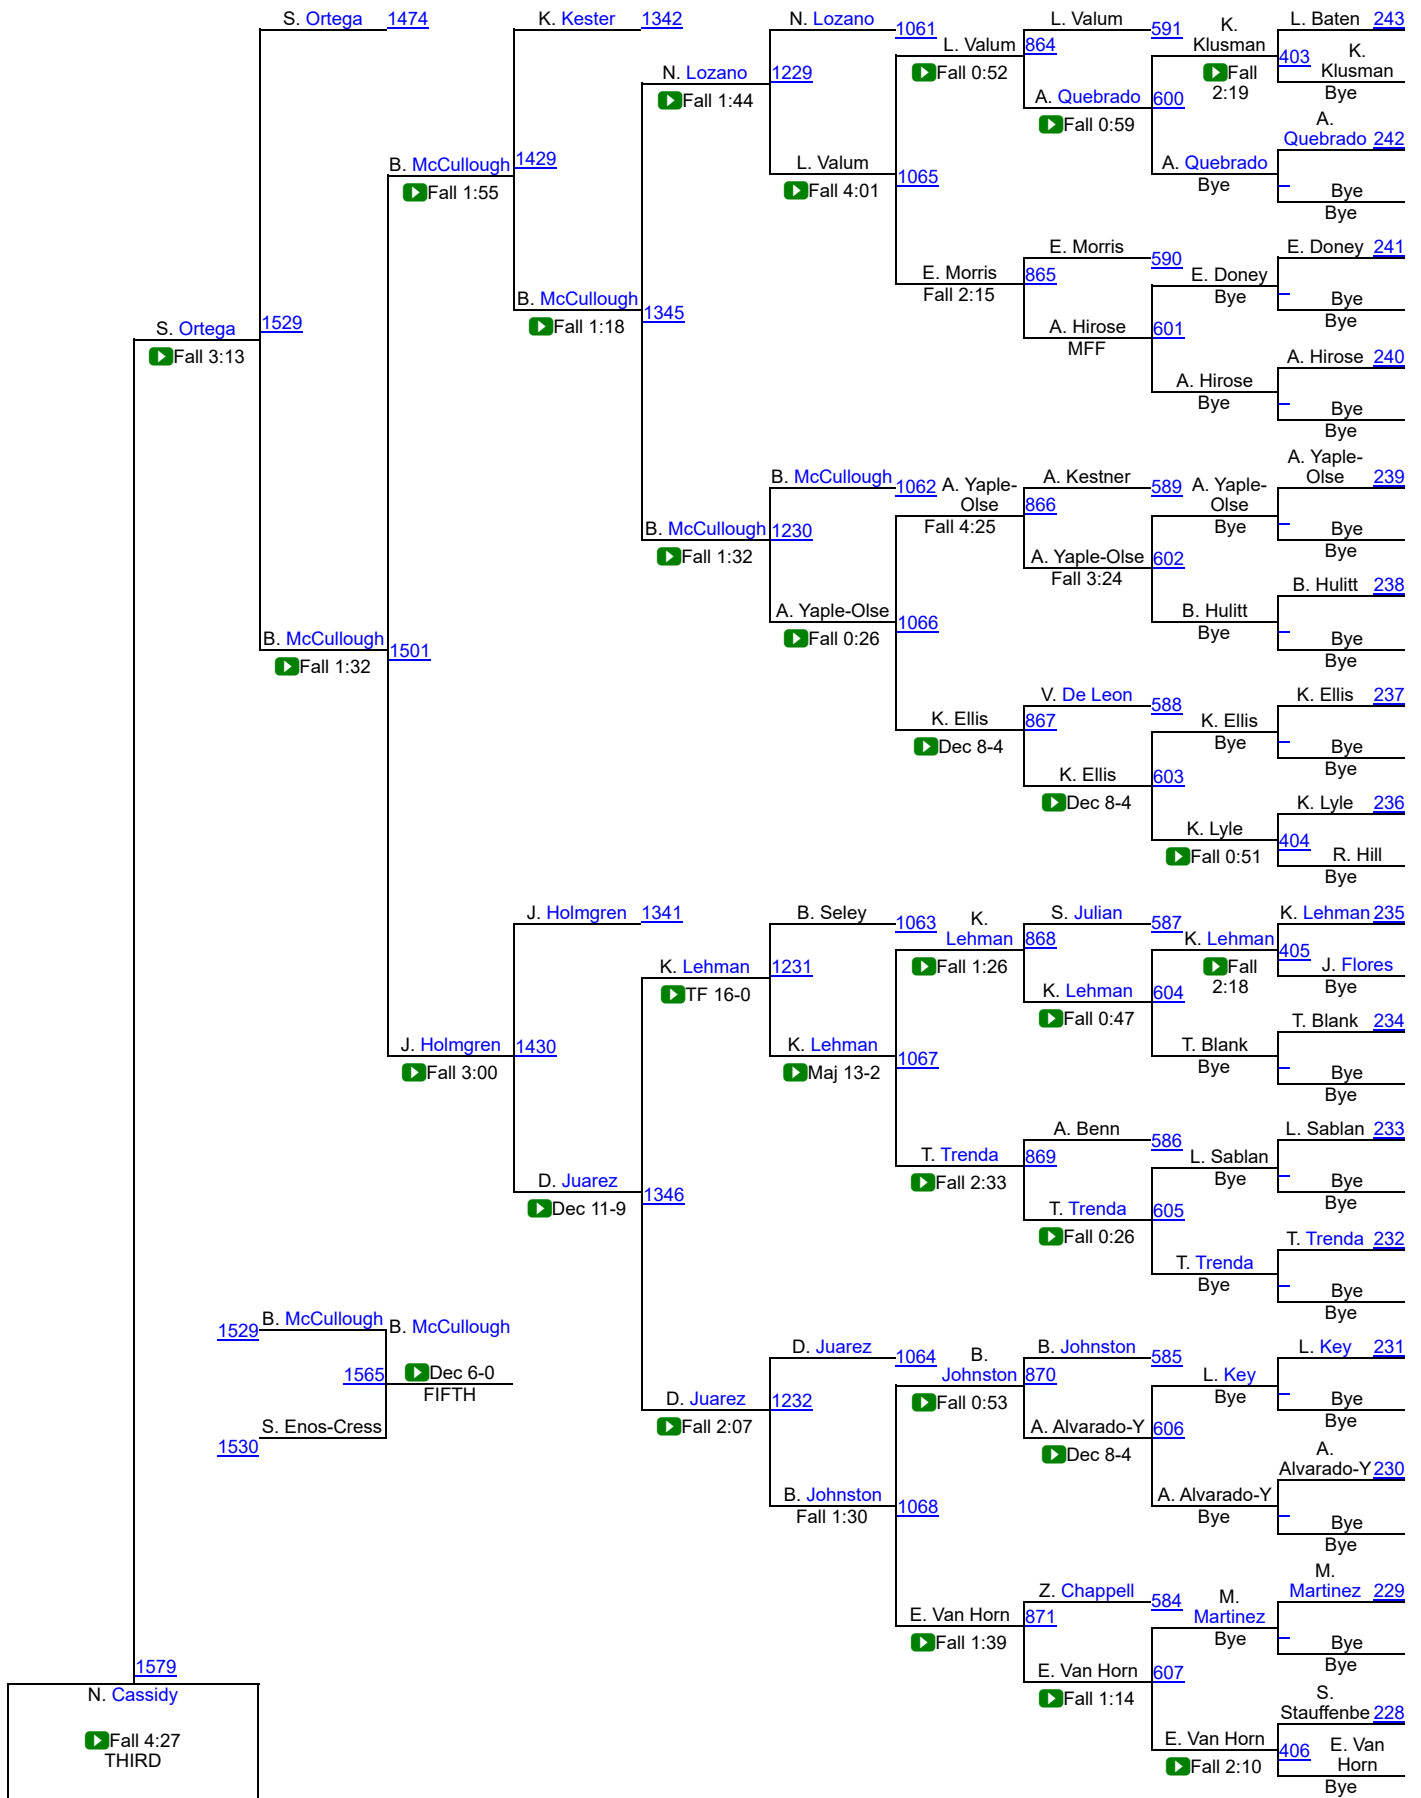 S. Ortega 1474
K. Kester 1342
N. Lozano 1061
L. Valum 591
K.
Klusman
L. Baten 243
L. Valum 864
403 K.
Klusman
Fall 0:52
Fall
2:19
Bye
N. Lozano 1229
Fall 1:44
A. Quebrado 600
Fall 0:59
A.
Quebrado 242
B. McCullough 1429
Fall 1:55
L. Valum 1065
Fall 4:01
A. Quebrado
Bye
Bye
Bye
E. Morris 590
E. Doney 241
E. Morris 865
Fall 2:15
E. Doney
Bye
Bye
Bye
B. McCullough 1345
Fall 1:18
S. Ortega 1529
Fall 3:13
A. Hirose 601
MFF
A. Hirose 240
A. Hirose
Bye
Bye
Bye
B. McCullough 1062
A. Yaple-
Olse 866
Fall 4:25
A. Kestner 589
A. Yaple-
Olse
Bye
A. Yaple-
Olse 239
Bye
Bye
B. McCullough 1230
Fall 1:32
A. Yaple-Olse 602
Fall 3:24
B. Hulitt 238
A. Yaple-Olse 1066
Fall 0:26
B. Hulitt
Bye
Bye
Bye
B. McCullough 1501
Fall 1:32
V. De Leon 588
K. Ellis 237
K. Ellis 867
Dec 8-4
K. Ellis
Bye
Bye
Bye
K. Ellis 603
Dec 8-4
K. Lyle 236
K. Lyle 404
Fall 0:51
R. Hill
Bye
J. Holmgren 1341
B. Seley 1063
K.
Lehman 868
Fall 1:26
S. Julian 587
K. Lehman 405
Fall
2:18
K. Lehman 235
J. Flores
Bye
K. Lehman 1231
TF 16-0
K. Lehman 604
Fall 0:47
T. Blank 234
J. Holmgren 1430
Fall 3:00
K. Lehman 1067
Maj 13-2
T. Blank
Bye
Bye
Bye
A. Benn 586
L. Sablan 233
T. Trenda 869
Fall 2:33
L. Sablan
Bye
Bye
Bye
D. Juarez 1346
Dec 11-9
T. Trenda 605
Fall 0:26
T. Trenda 232
T. Trenda
Bye
Bye
Bye
1529 B. McCullough
B. McCullough
1565 Dec 6-0
FIFTH
1530 S. Enos-Cress
D. Juarez 1064
B.
Johnston 870
Fall 0:53
B. Johnston 585
L. Key 231
L. Key
Bye
Bye
Bye
D. Juarez 1232
Fall 2:07
A. Alvarado-Y 606
Dec 8-4
A.
Alvarado-Y 230
B. Johnston 1068
Fall 1:30
A. Alvarado-Y
Bye
Bye
Bye
Z. Chappell 584
M.
Martinez
Bye
M.
Martinez 229
Bye
Bye
E. Van Horn 871
Fall 1:39
E. Van Horn 607
Fall 1:14
S.
Stauffenbe 228
E. Van Horn 406
Fall 2:10
E. Van
Horn
Bye
1579
N. Cassidy
Fall 4:27
THIRD